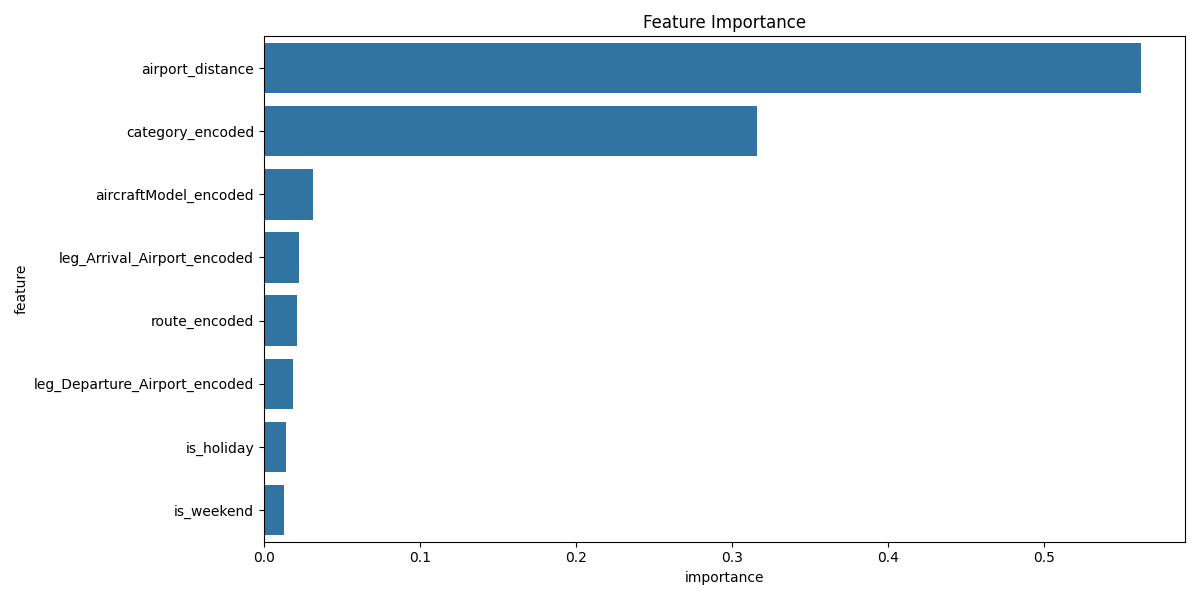 Feature Importance
feature
airport_distance
category_encoded
aircraftModel_encoded
leg_Arrival_Airport_encoded
route_encoded
leg_Departure_Airport_encoded
is_holiday
is_weekend
0.0 0.1 0.2 0.3 0.4 0.5
importance